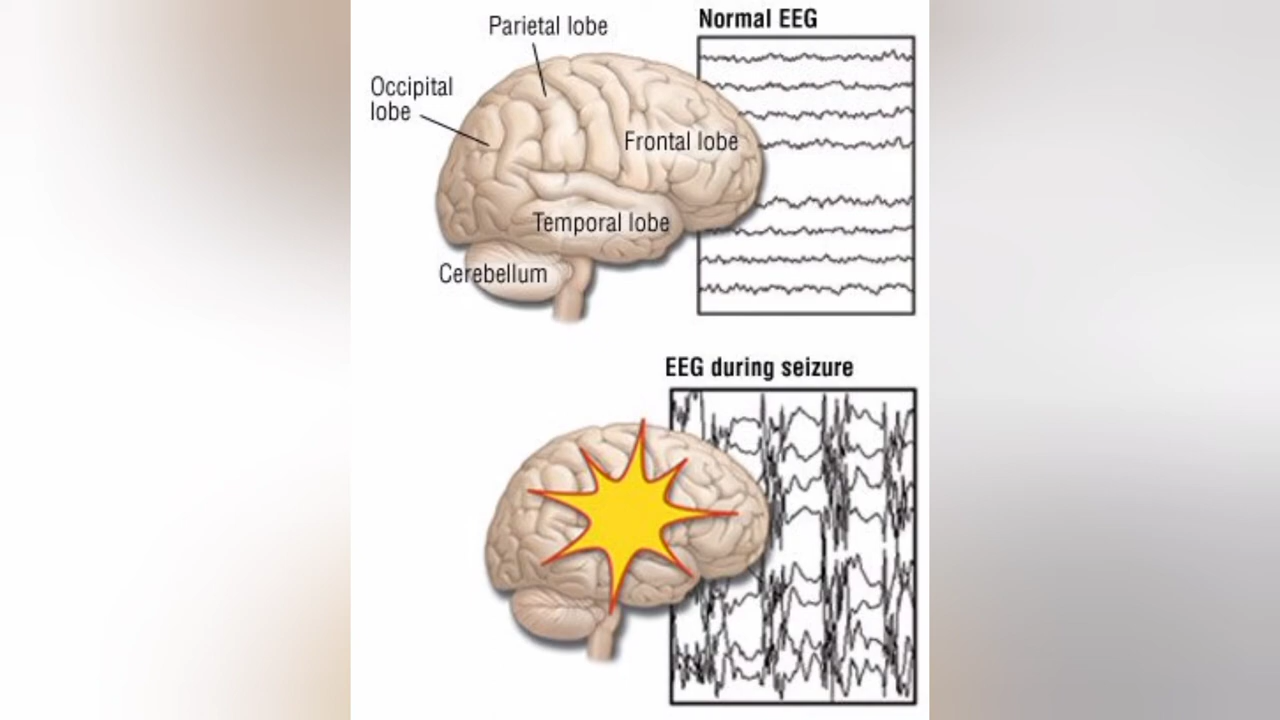 Parietal lobe
Normal EEG
Occipital
lobe
Frontal lobe
Temporal lobe
Cerebellum
EEG during seizure